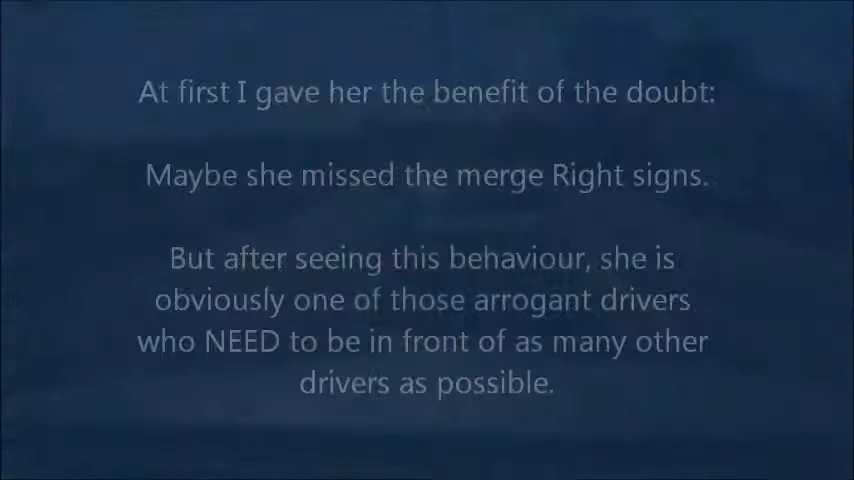 At first I gave her the benefit of the doubt:
Maybe she missed the merge Right signs.
But after seeing this behaviour, she is
obviously one of those arrogant drivers
who NEED to be in front of as many other
drivers as possible.